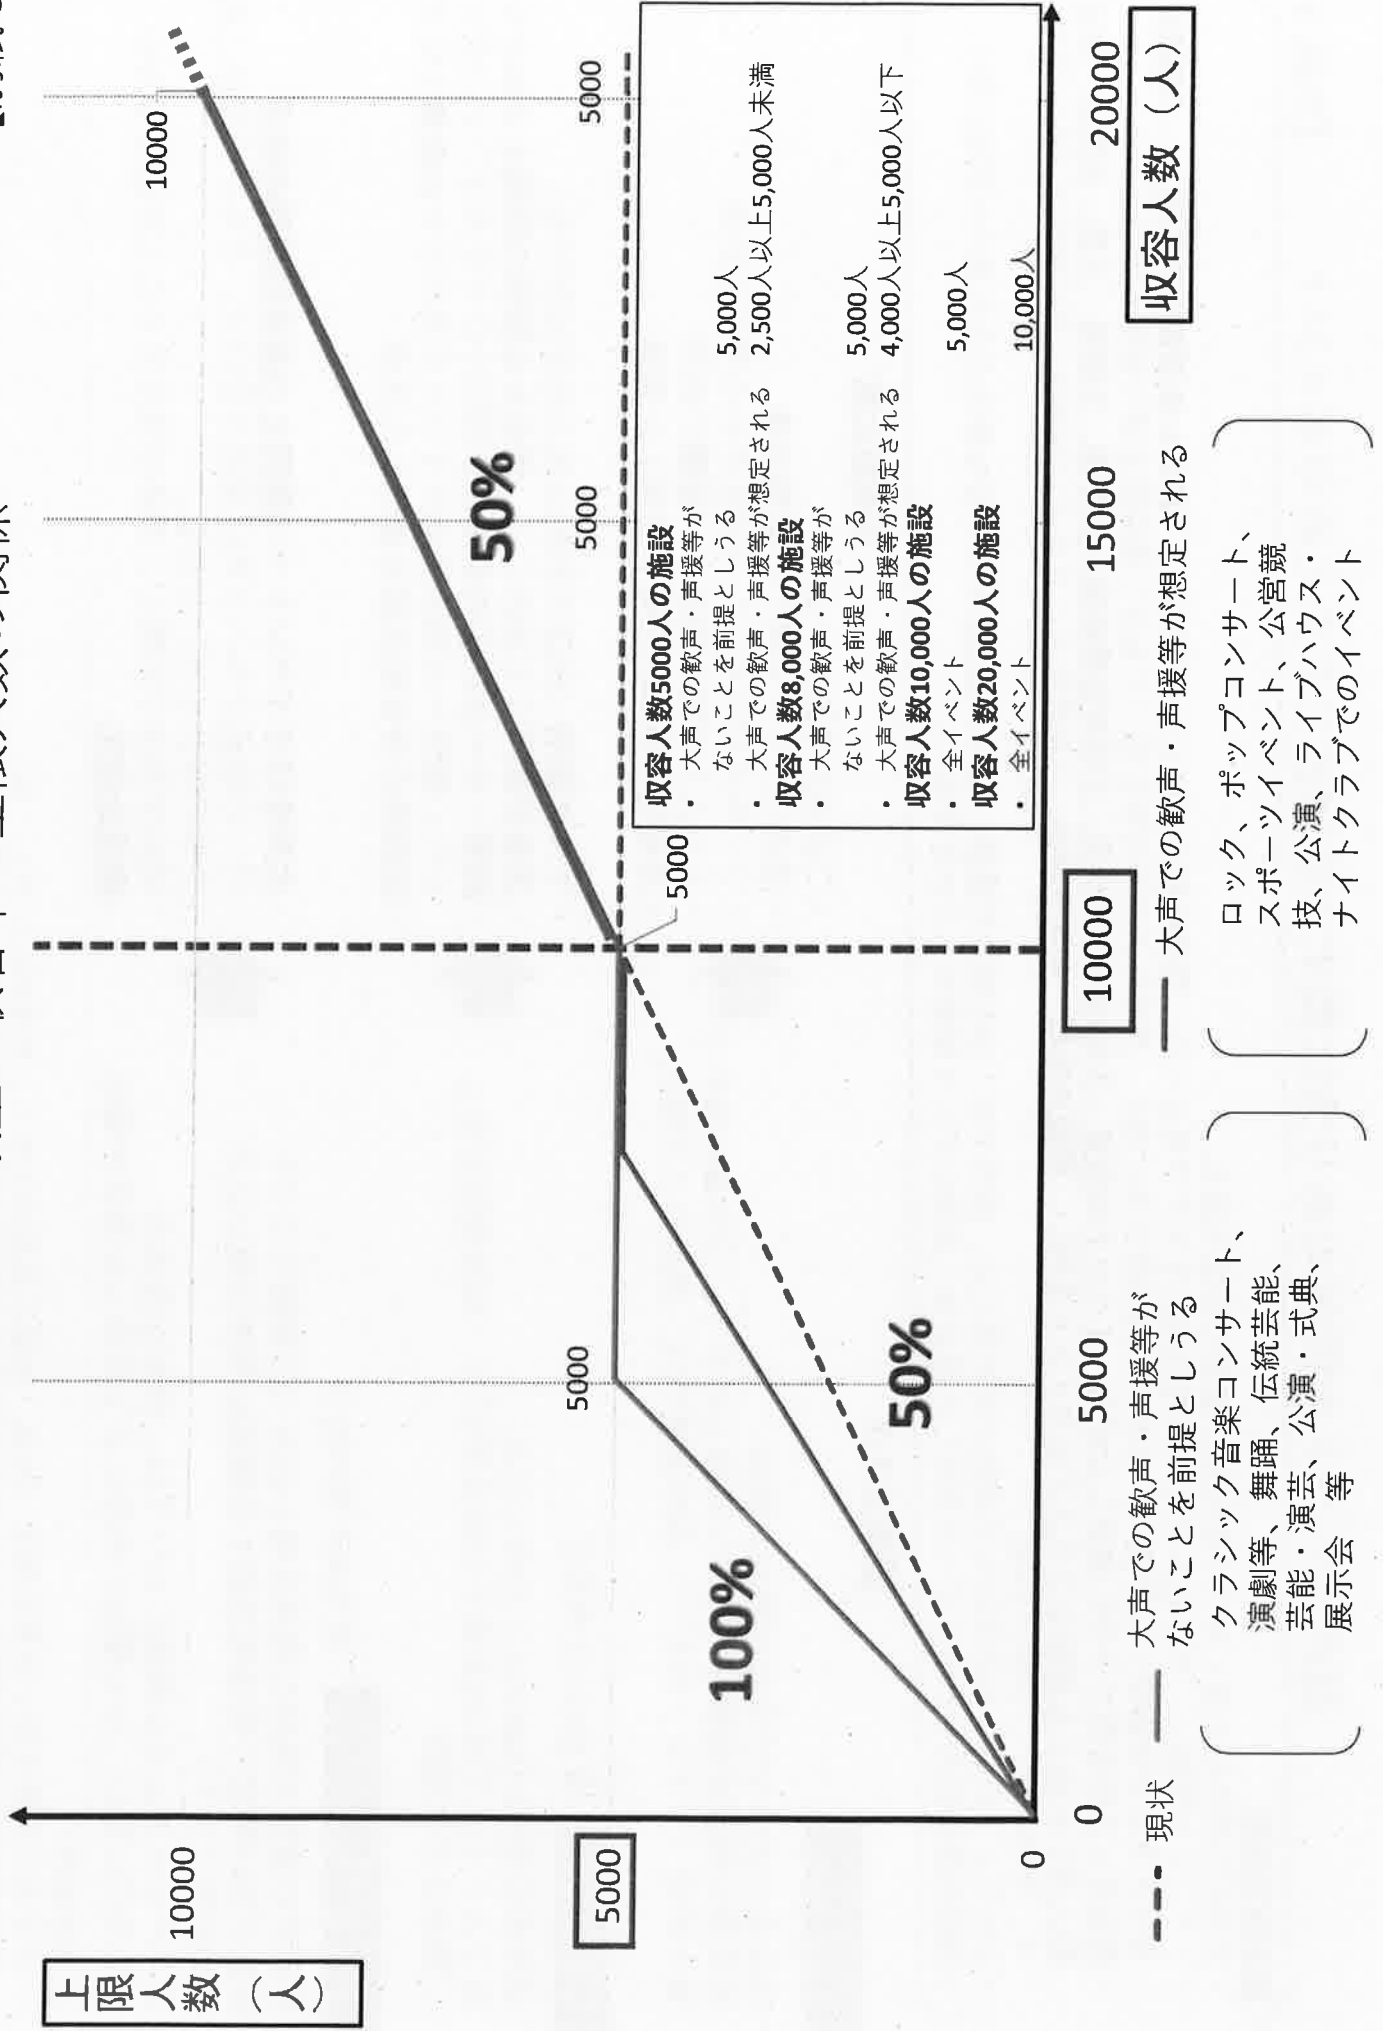 上限人数（人）
10000
5000
0
100%
50%
50%
5000
5000
5000
5000
10000
0
5000
10000
15000
20000
収容人数（人）
収容人数5000人の施設
・ 大声での歓声・声援等が
ないことを前提としうる 5,000人
・ 大声での歓声・声援等が想定される 2,500人以上5,000人未満
収容人数8,000人の施設
・ 大声での歓声・声援等が
ないことを前提としうる 5,000人
・ 大声での歓声・声援等が想定される 4,000人以上5,000人以下
収容人数10,000人の施設
・ 全イベント 5,000人
収容人数20,000人の施設
・ 全イベント 10,000人
現状
大声での歓声・声援等が
ないことを前提としうる
クラシック音楽コンサート、
演劇等、舞踊、伝統芸能、
芸能・演芸、公演・式典、
展示会 等
大声での歓声・声援等が想定される
ロック、ポップコンサート、
スポーツイベント、公営競
技、公演、ライブハウス・
ナイトクラブでのイベント